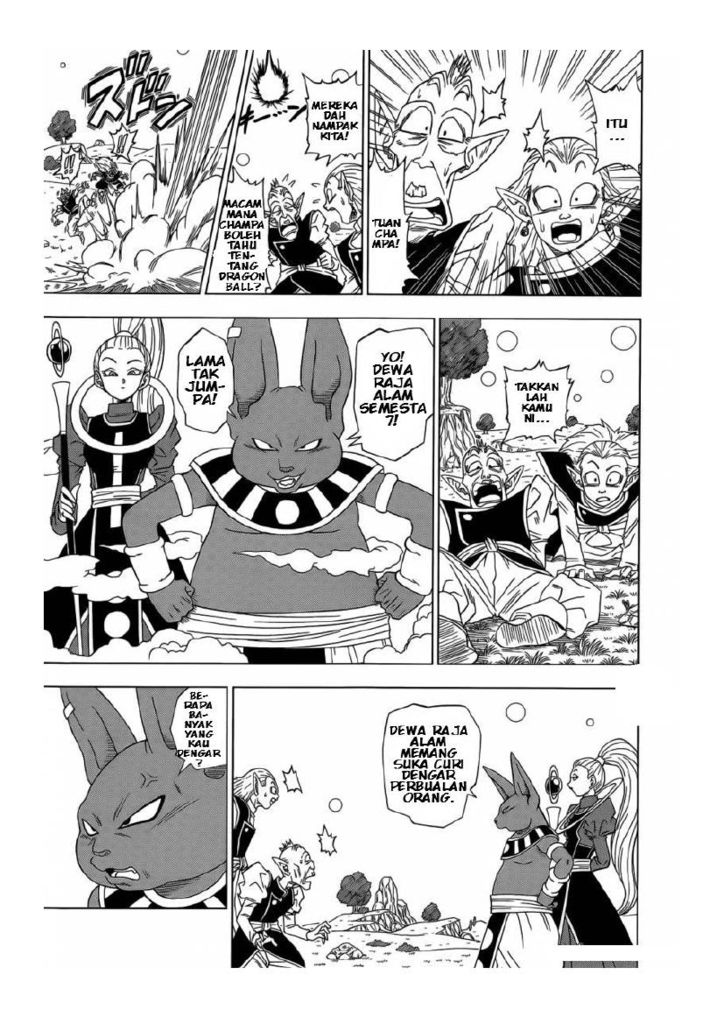 ITU
...
TUAN
CHA
MPA!
MEREKA
DAH
NAMPAK
KITA!
キーーン
MACAM
MANA
CHAMPA
BOLEH
TAHU
TEN-
TANG
DRAGON
BALL?
ズドドン
!!
!!
TAKKAN
LAH
KAMU
NI...
YO!
DEWA
RAJA
ALAM
SEMESTA
7!
LAMA
TAK
JUM-
PA!
DEWA RAJA
ALAM
MEMANG
SUKA CURI
DENGAR
PERBUALAN
ORANG.
BE-
RAPA
BA-
NYAK
YANG
KAU
DENGAR
?